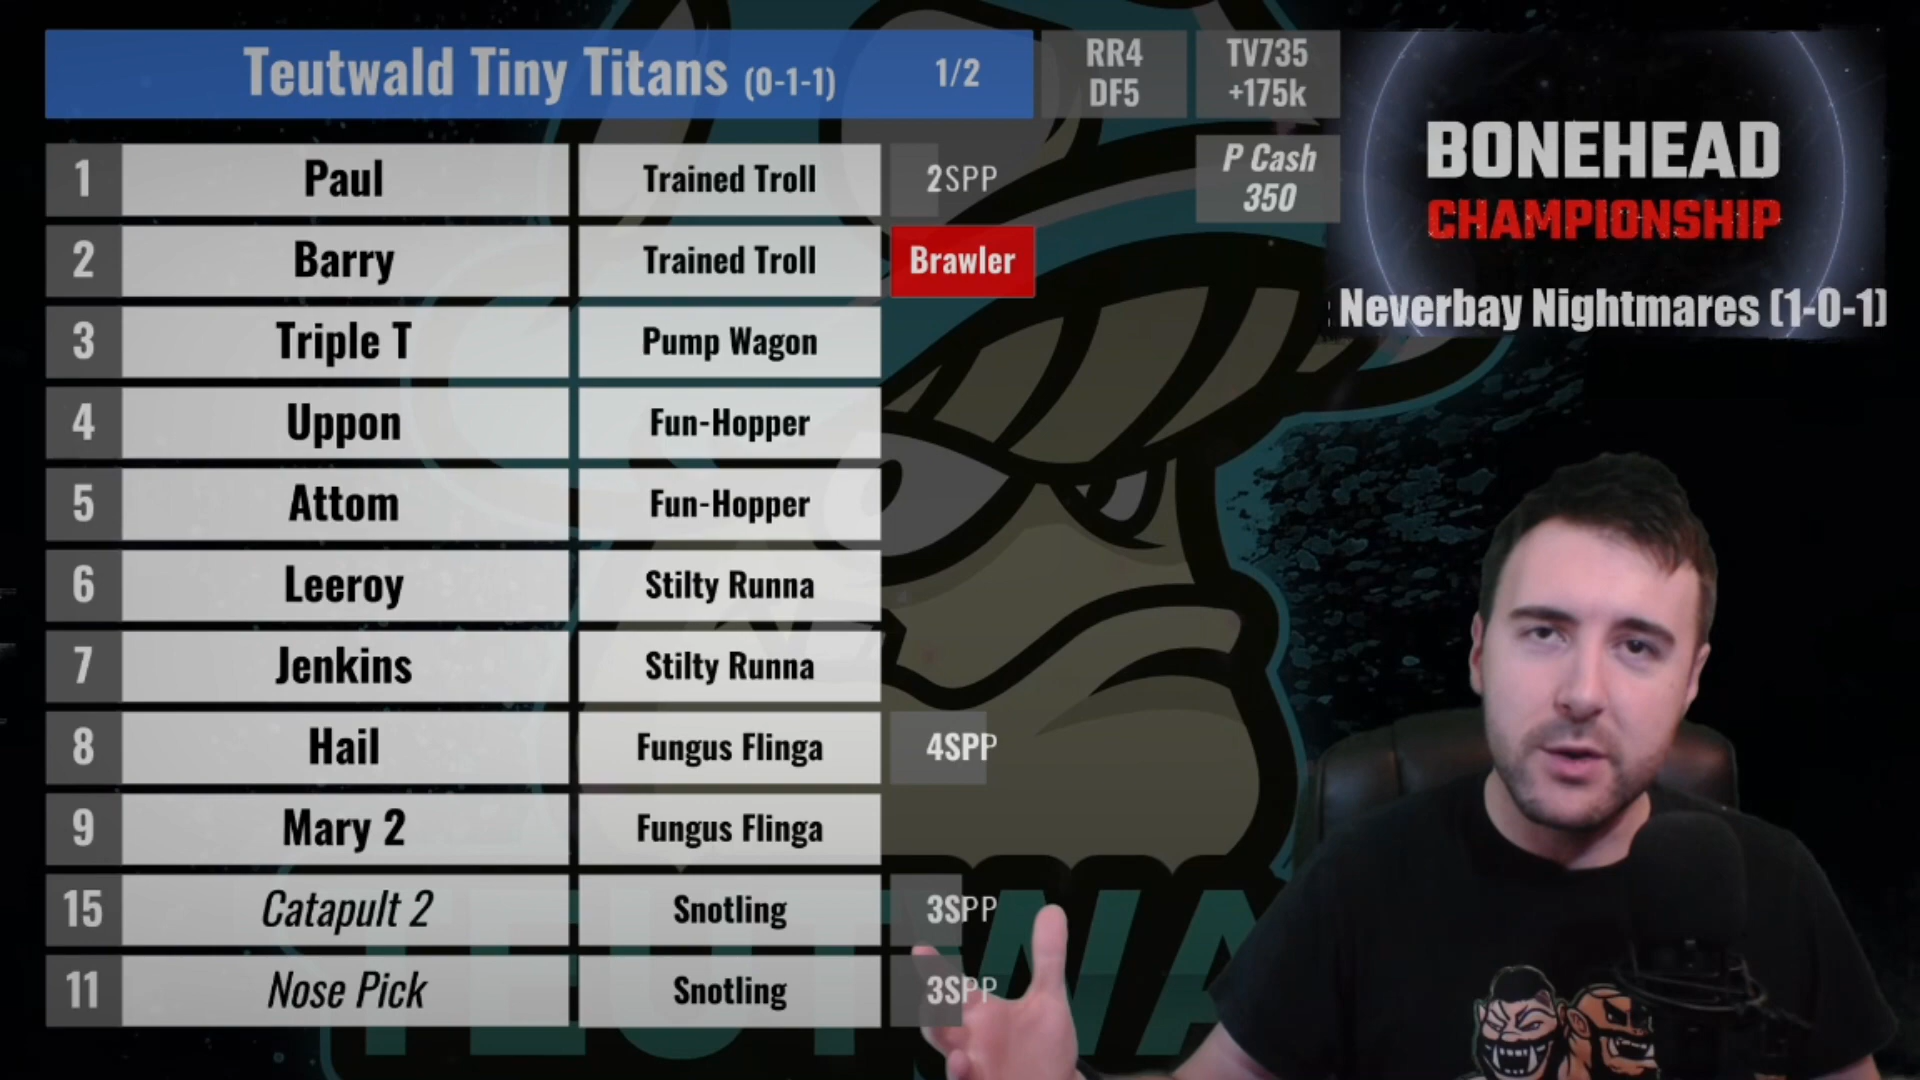 Teutwald Tiny Titans (0-1-1) 1/2
RR4
DF5
TV735
+175k
P Cash
350
BONEHEAD
CHAMPIONSHIP
Neverbay Nightmares (1-0-1)
1 Paul Trained Troll 2SPP
2 Barry Trained Troll Brawler
3 Triple T Pump Wagon
4 Uppon Fun-Hopper
5 Attom Fun-Hopper
6 Leeroy Stilty Runna
7 Jenkins Stilty Runna
8 Hail Fungus Flinga 4SPP
9 Mary 2 Fungus Flinga
15 Catapult 2 Snotling 3SPP
11 Nose Pick Snotling 3SPP